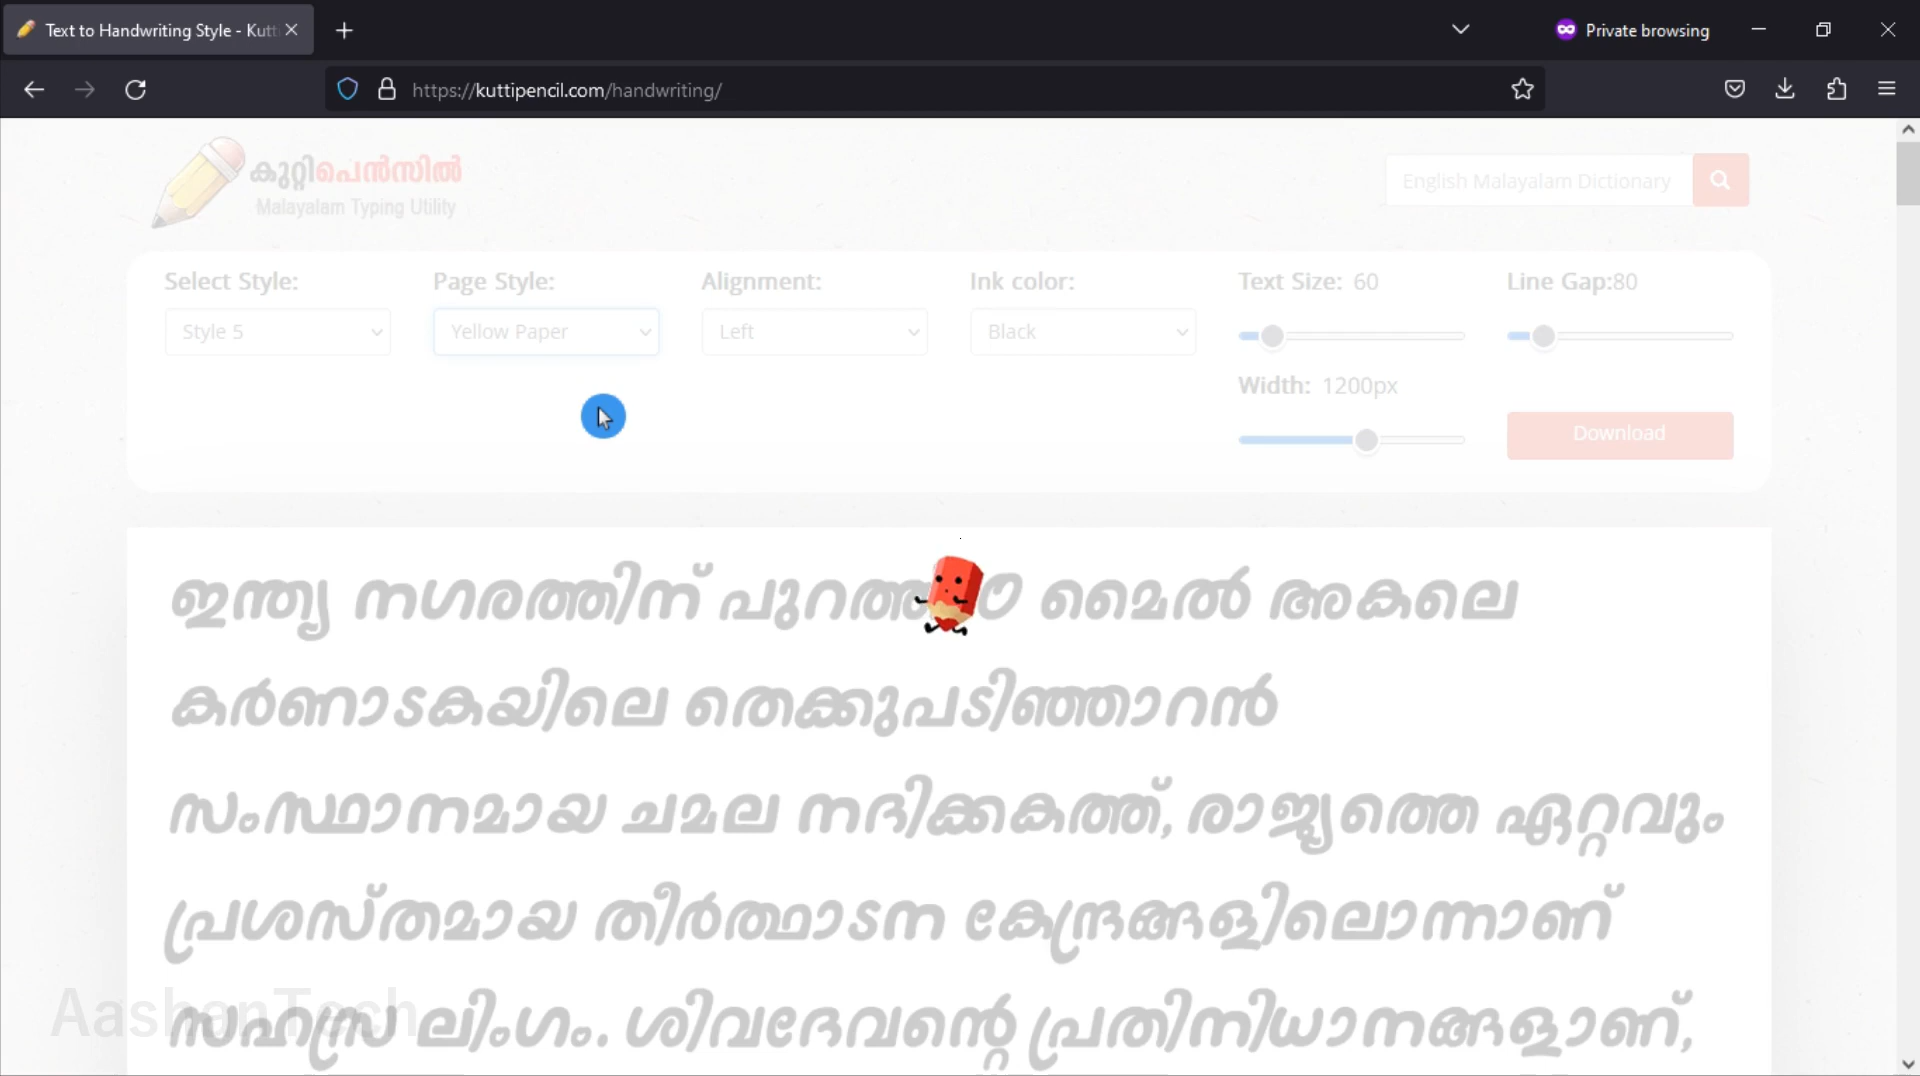 Text to Handwriting Style - Kutt
Private browsing
https://kuttipencil.com/handwriting/
കുറ്റിപെൻസിൽ
Malayalam Typing Utility
English Malayalam Dictionary
Select Style: Page Style: Alignment: Ink color: Text Size: 60 Line Gap:80
Style 5 Yellow Paper Left Black
Width: 1200px
Download
ഇന്ത്യ നഗരത്തിന് പുറത്ത് മൈൽ അകലെ
കർണാടകയിലെ തെക്കുപടിഞ്ഞാറൻ
സംസ്ഥാനമായ ചമല നദിക്കകത്ത്, രാജ്യത്തെ ഏറ്റവും
പ്രശസ്തമായ തീർത്ഥാടന കേന്ദ്രങ്ങളിലൊന്നാണ്
സഹസ്ര ലിംഗം. ശിവദേവന്റെ പ്രതിനിധാനങ്ങളാണ്,
AashanTech